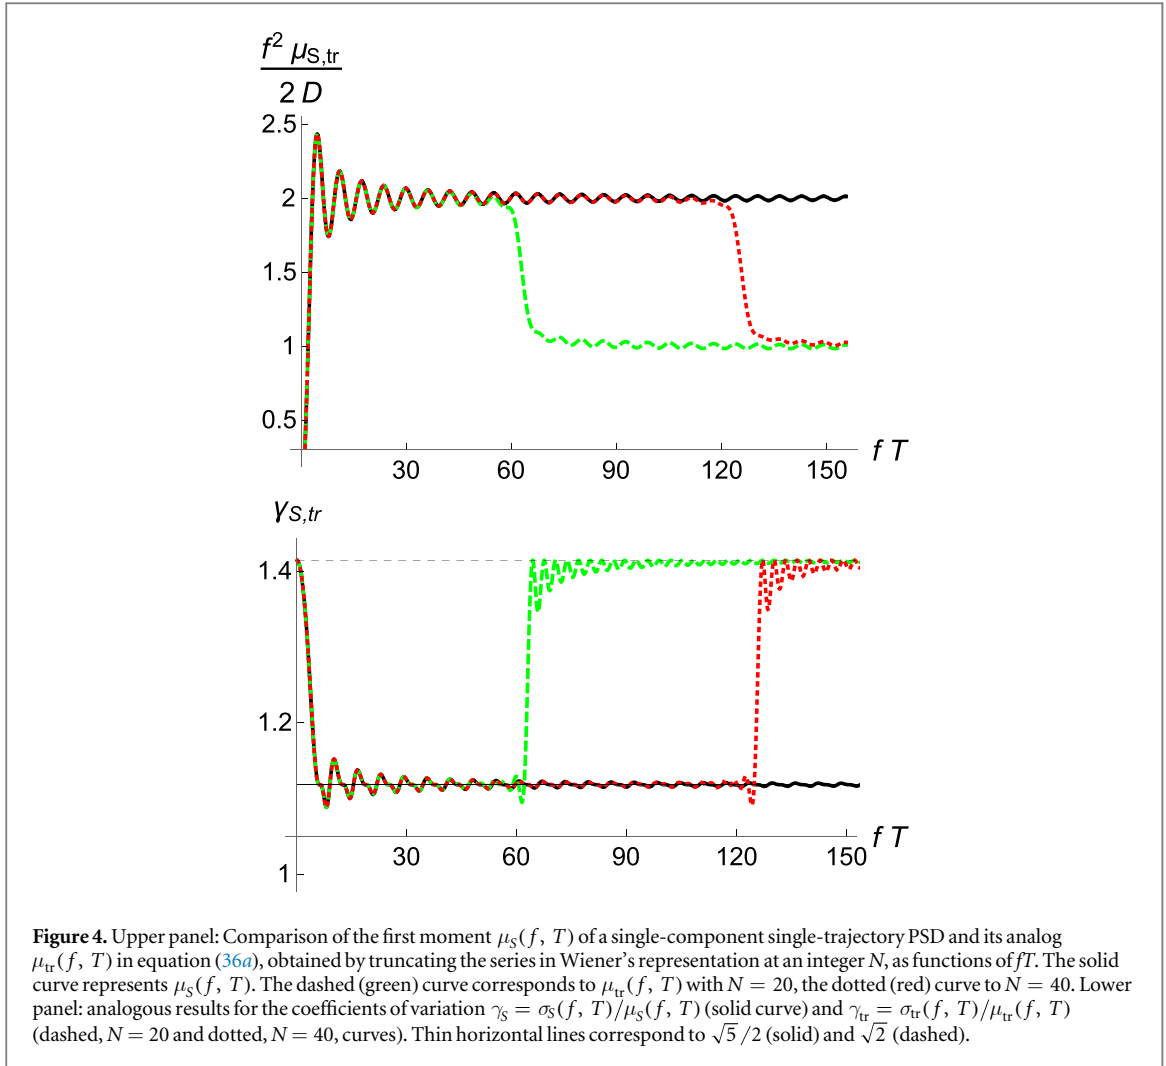 f² μS,tr
2 D
2.5
2
1.5
1
0.5
30 60 90 120 150
f T
γS,tr
1.4
1.2
1
30 60 90 120 150
f T
Figure 4. Upper panel: Comparison of the first moment μS(f, T) of a single-component single-trajectory PSD and its analog
μtr(f, T) in equation (36a), obtained by truncating the series in Wiener's representation at an integer N, as functions of fT. The solid
curve represents μS(f, T). The dashed (green) curve corresponds to μtr(f, T) with N = 20, the dotted (red) curve to N = 40. Lower
panel: analogous results for the coefficients of variation γS = σS(f, T)/μS(f, T) (solid curve) and γtr = σtr(f, T)/μtr(f, T)
(dashed, N = 20 and dotted, N = 40, curves). Thin horizontal lines correspond to √5/2 (solid) and √2 (dashed).